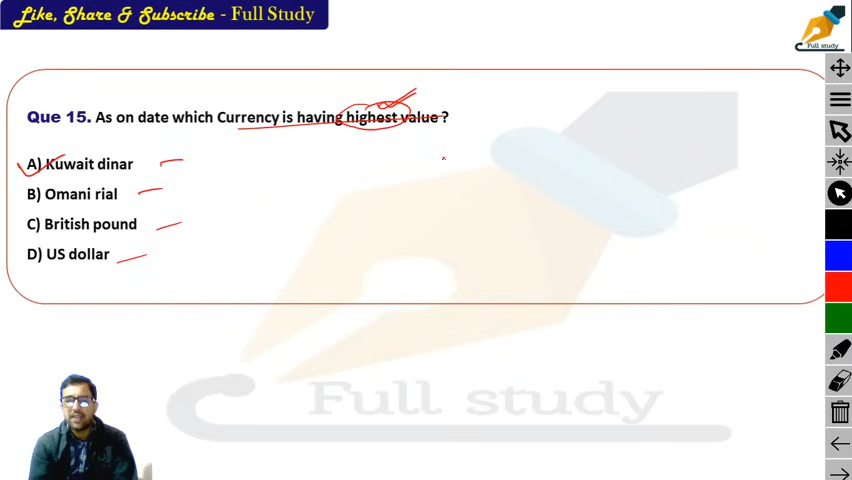 Like, Share & Subscribe - Full Study
Full study
Que 15. As on date which Currency is having highest value ?
A) Kuwait dinar
B) Omani rial
C) British pound
D) US dollar
Full study